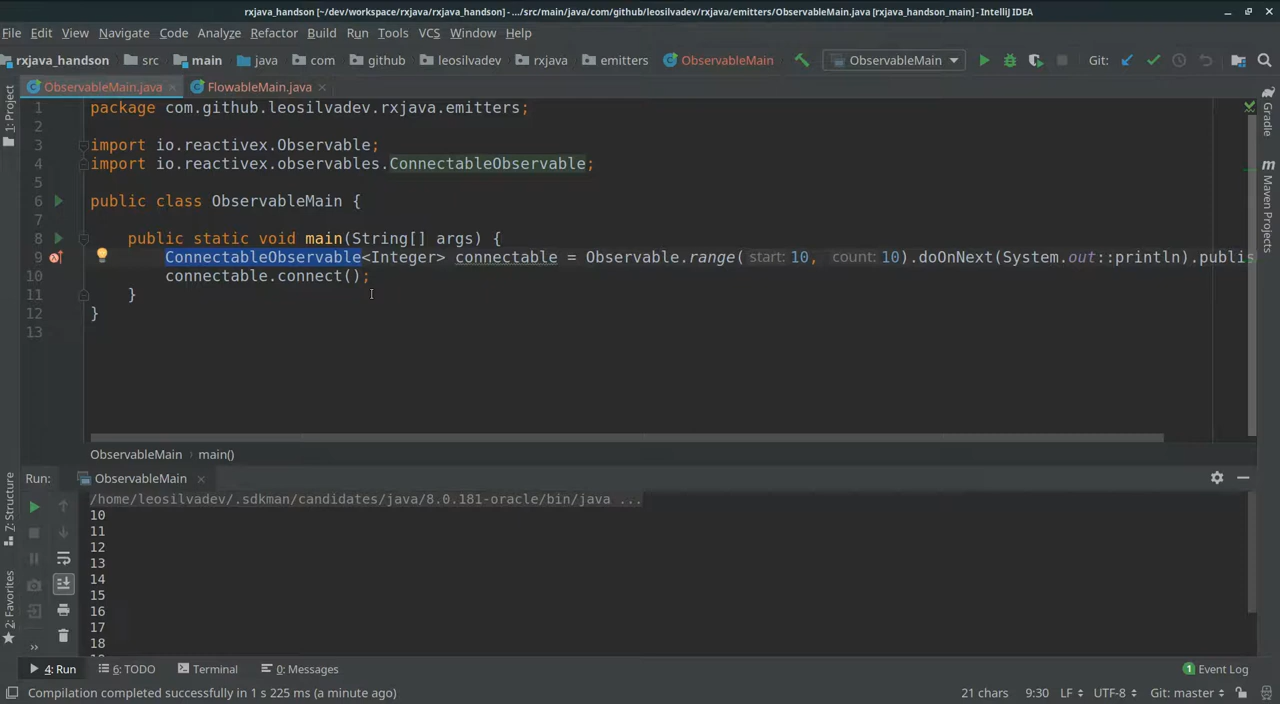 rxjava_handson [~/dev/workspace/rxjava/rxjava_handson] - .../src/main/java/com/github/leosilvadev/rxjava/emitters/ObservableMain.java [rxjava_handson_main] - IntelliJ IDEA
File Edit View Navigate Code Analyze Refactor Build Run Tools VCS Window Help
rxjava_handson src main java com github leosilvadev rxjava emitters ObservableMain ObservableMain Git:
ObservableMain.java FlowableMain.java
1: Project
Gradle
Maven Projects
1 package com.github.leosilvadev.rxjava.emitters;
2
3 import io.reactivex.Observable;
4 import io.reactivex.observables.ConnectableObservable;
5
6 public class ObservableMain {
7
8 public static void main(String[] args) {
9 ConnectableObservable<Integer> connectable = Observable.range( start: 10, count: 10).doOnNext(System.out::println).publis
10 connectable.connect();
11 }
12 }
13
ObservableMain › main()
7: Structure
2: Favorites
Run: ObservableMain
/home/leosilvadev/.sdkman/candidates/java/8.0.181-oracle/bin/java ...
10
11
12
13
14
15
16
17
18
4: Run 6: TODO Terminal 0: Messages 1 Event Log
Compilation completed successfully in 1 s 225 ms (a minute ago) 21 chars 9:30 LF UTF-8 Git: master